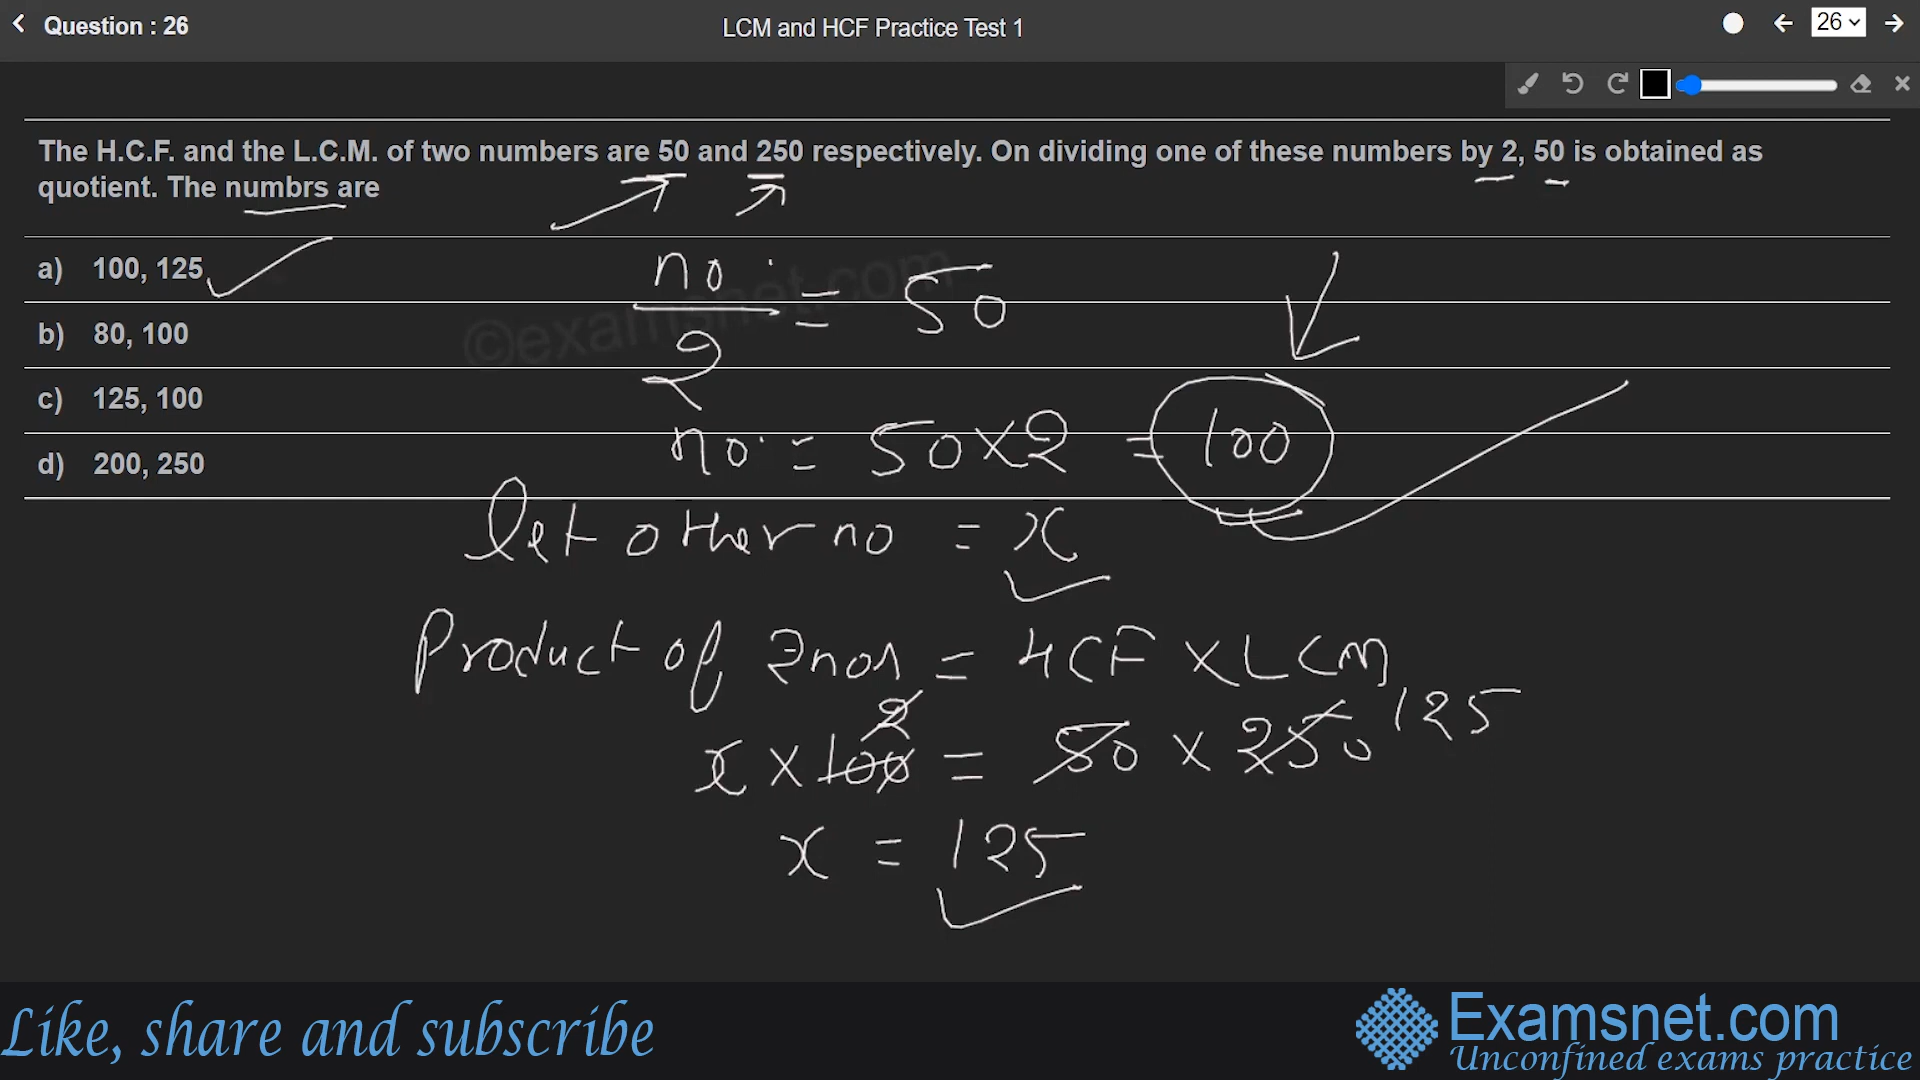 Question : 26
LCM and HCF Practice Test 1
26
The H.C.F. and the L.C.M. of two numbers are 50 and 250 respectively. On dividing one of these numbers by 2, 50 is obtained as
quotient. The numbrs are
a) 100, 125
b) 80, 100
c) 125, 100
d) 200, 250
©examsnet.com
no. / 2 = 50
no. = 50 x 2 = 100
let other no = x
Product of 2 nos = HCF x LCM
2 125
x x 100 = 50 x 250
x = 125
Like, share and subscribe
Examsnet.com
Unconfined exams practice